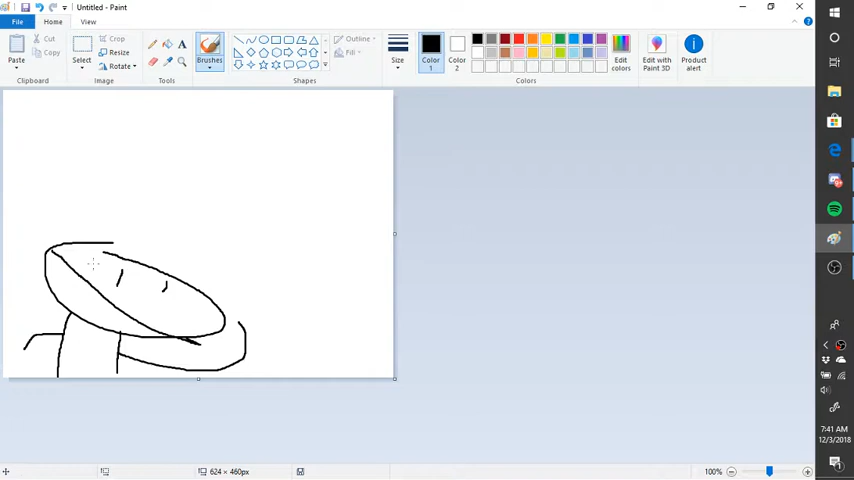 Untitled - Paint
File
Home
View
Paste
Cut
Copy
Clipboard
Select
Crop
Resize
Rotate
Image
A
Tools
Brushes
Outline
Fill
Shapes
Size
Color
1
Color
2
Colors
Edit
colors
Edit with
Paint 3D
Product
alert
624 × 460px
100%
7:41 AM
12/3/2018